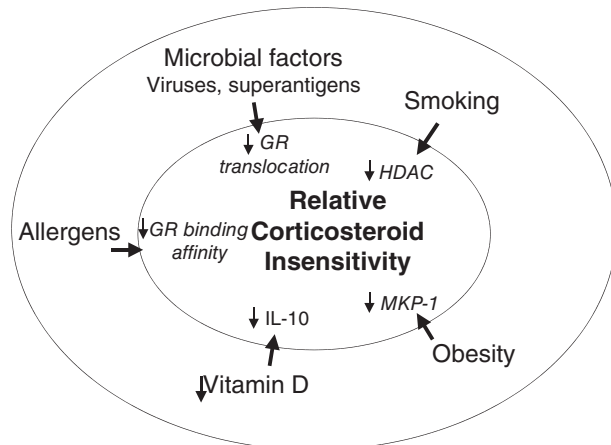 Microbial factors
Viruses, superantigens
Smoking
↓ GR
translocation
↓ HDAC
Relative
Corticosteroid
Insensitivity
Allergens
↓ GR binding
affinity
↓ IL-10
↓ MKP-1
Obesity
↓ Vitamin D